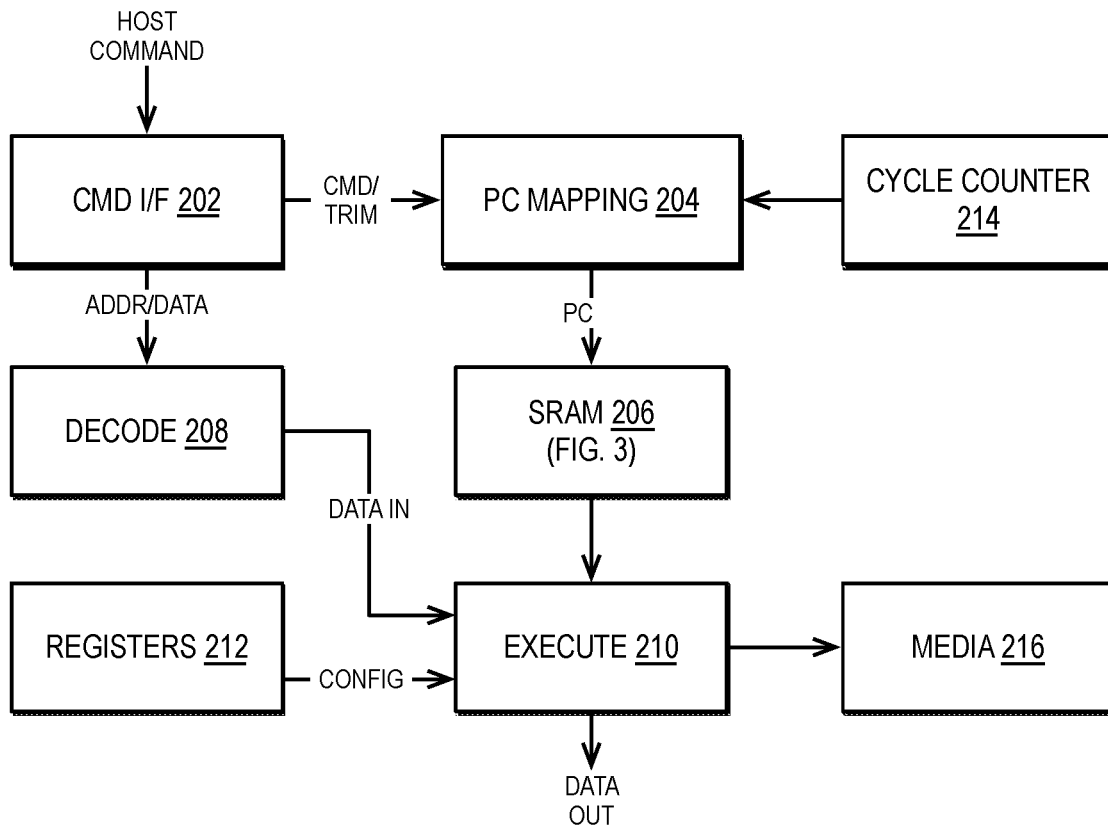 HOST
COMMAND
CMD I/F 202
CMD/
TRIM
PC MAPPING 204
CYCLE COUNTER
214
ADDR/DATA
PC
DECODE 208
SRAM 206
(FIG. 3)
DATA IN
REGISTERS 212
CONFIG
EXECUTE 210
MEDIA 216
DATA
OUT